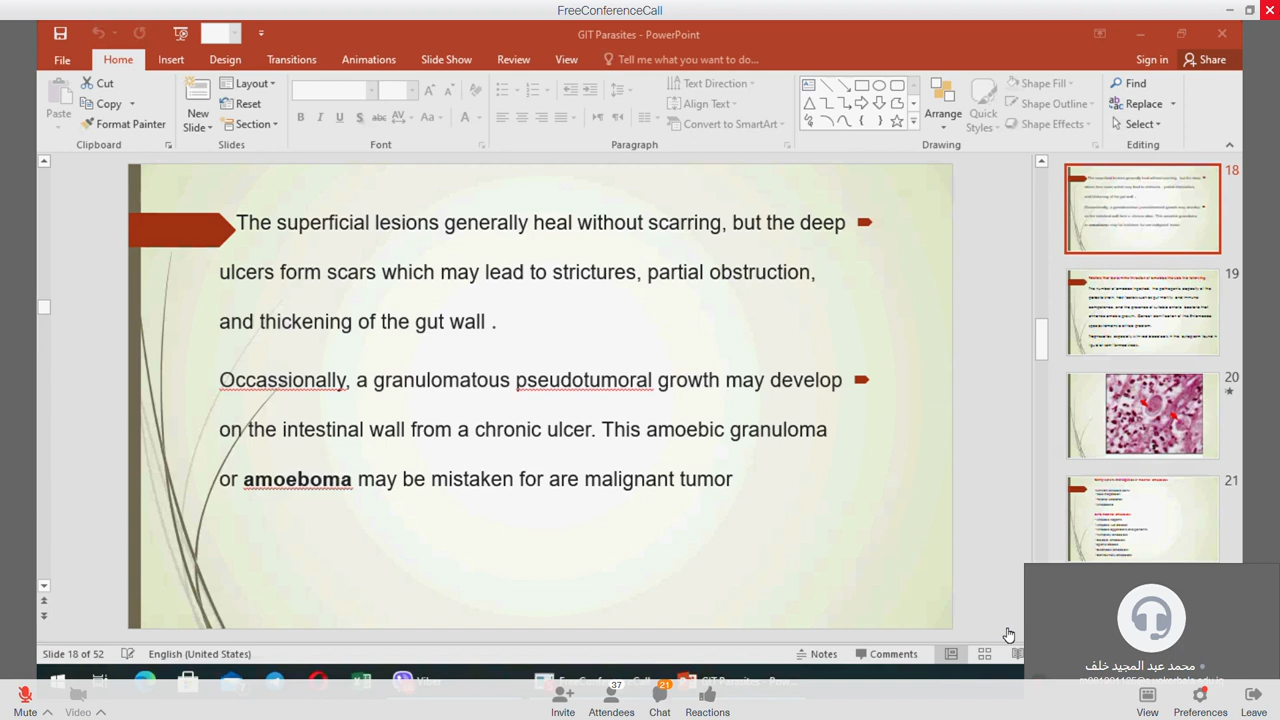 FreeConferenceCall
GIT Parasites - PowerPoint
File Home Insert Design Transitions Animations Slide Show Review View Tell me what you want to do... Sign in Share
Paste
Cut
Copy
Format Painter
Clipboard
New Slide
Layout
Reset
Section
Slides
Font
Text Direction
Align Text
Convert to SmartArt
Paragraph
Arrange
Quick Styles
Shape Fill
Shape Outline
Shape Effects
Drawing
Find
Replace
Select
Editing
The superficial lesions generally heal without scarring, but the deep
ulcers form scars which may lead to strictures, partial obstruction,
and thickening of the gut wall .
Occassionally, a granulomatous pseudotumoral growth may develop
on the intestinal wall from a chronic ulcer. This amoebic granuloma
or amoeboma may be mistaken for are malignant tumor
18
19
20
21
محمد عبد المجيد خلف
Slide 18 of 52 English (United States) Notes Comments
Viber
GIT Parasites - Pow...
Mute Video Invite 37 Attendees 21 Chat Reactions View Preferences Leave